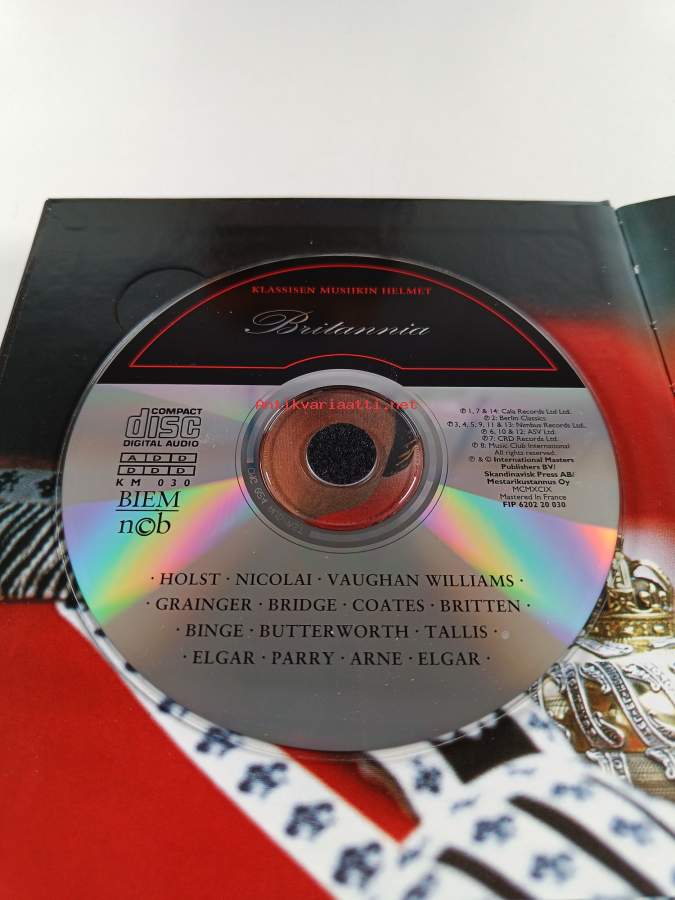 KLASSISEN MUSIIKIN HELMET
Britannia
Antikvariaatti.net
COMPACT
disc
DIGITAL AUDIO
A D D
D D D
KM 030
BIEM
n©b
℗ 1, 7 & 14: Cala Records Ltd Ltd.
℗ 2: Berlin Classics
℗ 3, 4, 5, 9, 11 & 13: Nimbus Records Ltd.
℗ 6, 10 & 12: ASV Ltd.
℗ 7: CRD Records Ltd.
℗ 8: Music Club International
All rights reserved.
℗ & © International Masters
Publishers BV/
Skandinavisk Press AB/
Mestarikustannus Oy
MCMXCIX
Mastered in France
FIP 6202 20 030
· HOLST · NICOLAI · VAUGHAN WILLIAMS ·
· GRAINGER · BRIDGE · COATES · BRITTEN ·
· BINGE · BUTTERWORTH · TALLIS ·
· ELGAR · PARRY · ARNE · ELGAR ·